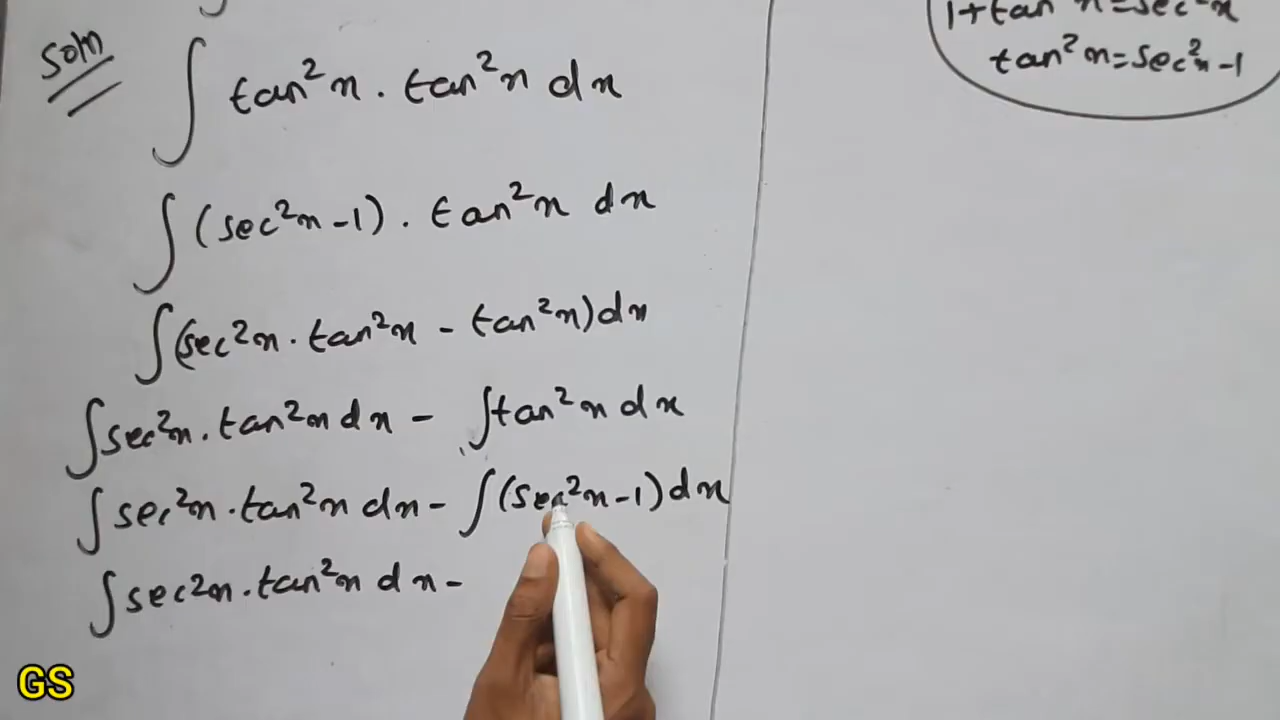 Soln
∫ tan²x . tan²x dx
∫ (sec²x -1) . tan²x dx
∫(sec²x . tan²x - tan²x)dx
∫sec²x . tan²x dx - ∫tan²x dx
∫ sec²x . tan²x dx - ∫(sec²x -1)dx
∫ sec²x . tan²x dx -
1+tan²x = sec²x
tan²x = sec²x -1
GS